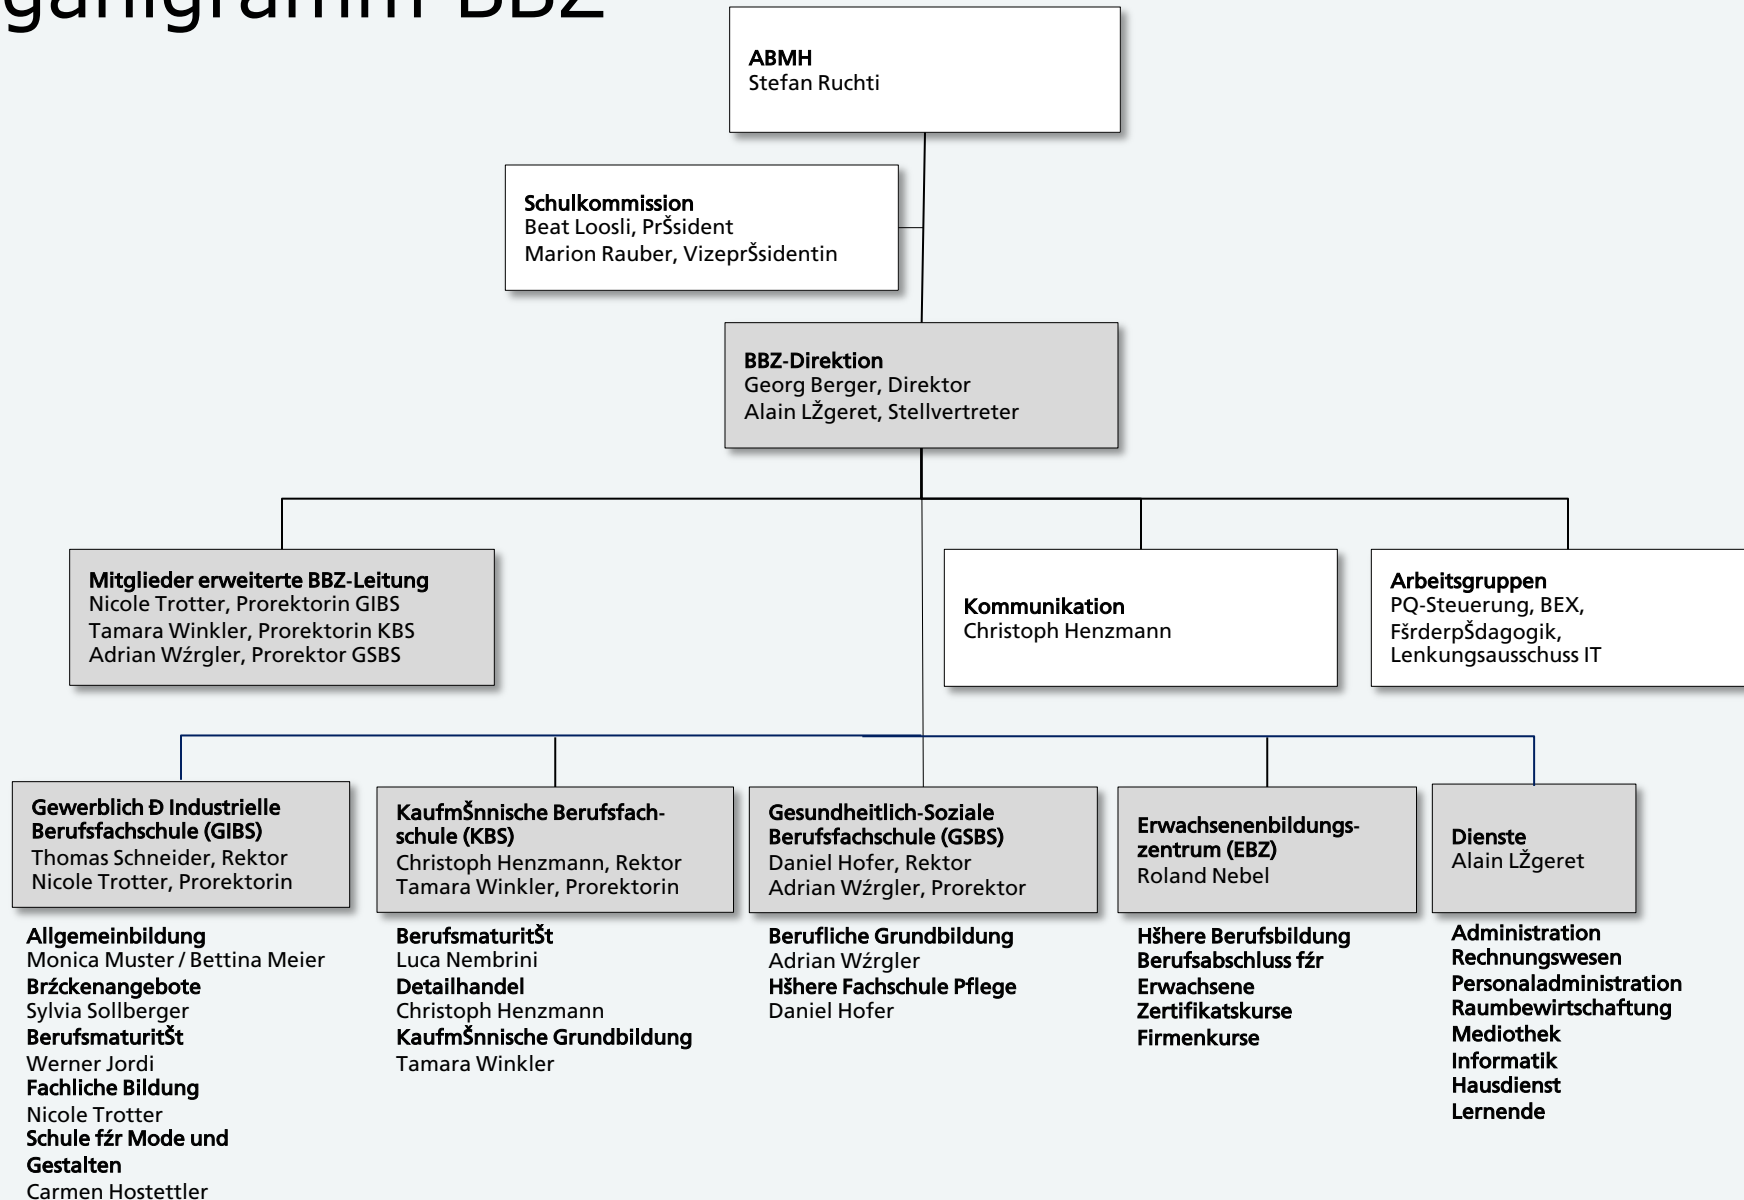 ganigramm BBZ
ABMH
Stefan Ruchti
Schulkommission
Beat Loosli, PrŠsident
Marion Rauber, VizeprŠsidentin
BBZ-Direktion
Georg Berger, Direktor
Alain LŽgeret, Stellvertreter
Mitglieder erweiterte BBZ-Leitung
Nicole Trotter, Prorektorin GIBS
Tamara Winkler, Prorektorin KBS
Adrian Wźrgler, Prorektor GSBS
Kommunikation
Christoph Henzmann
Arbeitsgruppen
PQ-Steuerung, BEX,
FšrderpŠdagogik,
Lenkungsausschuss IT
Gewerblich Ð Industrielle
Berufsfachschule (GIBS)
Thomas Schneider, Rektor
Nicole Trotter, Prorektorin
Allgemeinbildung
Monica Muster / Bettina Meier
Brźckenangebote
Sylvia Sollberger
BerufsmaturitŠt
Werner Jordi
Fachliche Bildung
Nicole Trotter
Schule fźr Mode und
Gestalten
Carmen Hostettler
KaufmŠnnische Berufsfach-
schule (KBS)
Christoph Henzmann, Rektor
Tamara Winkler, Prorektorin
BerufsmaturitŠt
Luca Nembrini
Detailhandel
Christoph Henzmann
KaufmŠnnische Grundbildung
Tamara Winkler
Gesundheitlich-Soziale
Berufsfachschule (GSBS)
Daniel Hofer, Rektor
Adrian Wźrgler, Prorektor
Berufliche Grundbildung
Adrian Wźrgler
Hšhere Fachschule Pflege
Daniel Hofer
Erwachsenenbildungs-
zentrum (EBZ)
Roland Nebel
Hšhere Berufsbildung
Berufsabschluss fźr
Erwachsene
Zertifikatskurse
Firmenkurse
Dienste
Alain LŽgeret
Administration
Rechnungswesen
Personaladministration
Raumbewirtschaftung
Mediothek
Informatik
Hausdienst
Lernende